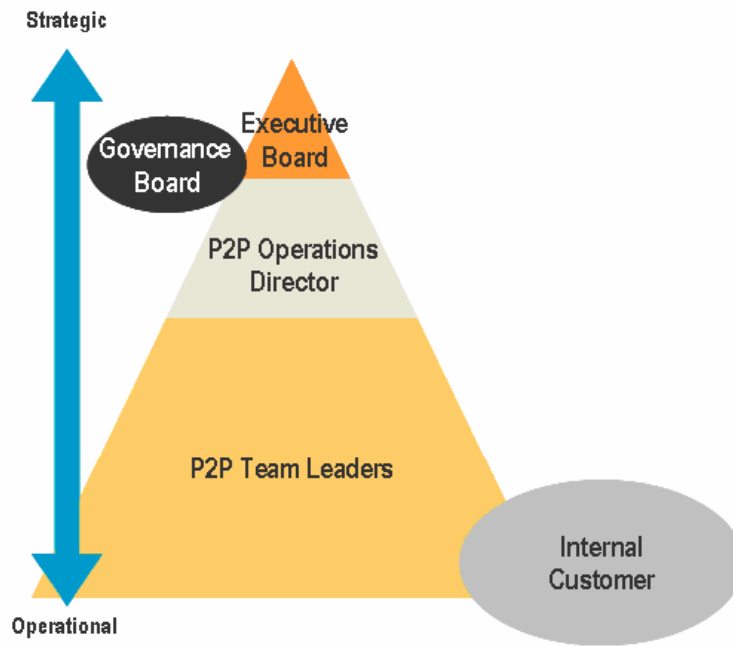 Strategic
Executive
Board
Governance
Board
P2P Operations
Director
P2P Team Leaders
Internal
Customer
Operational